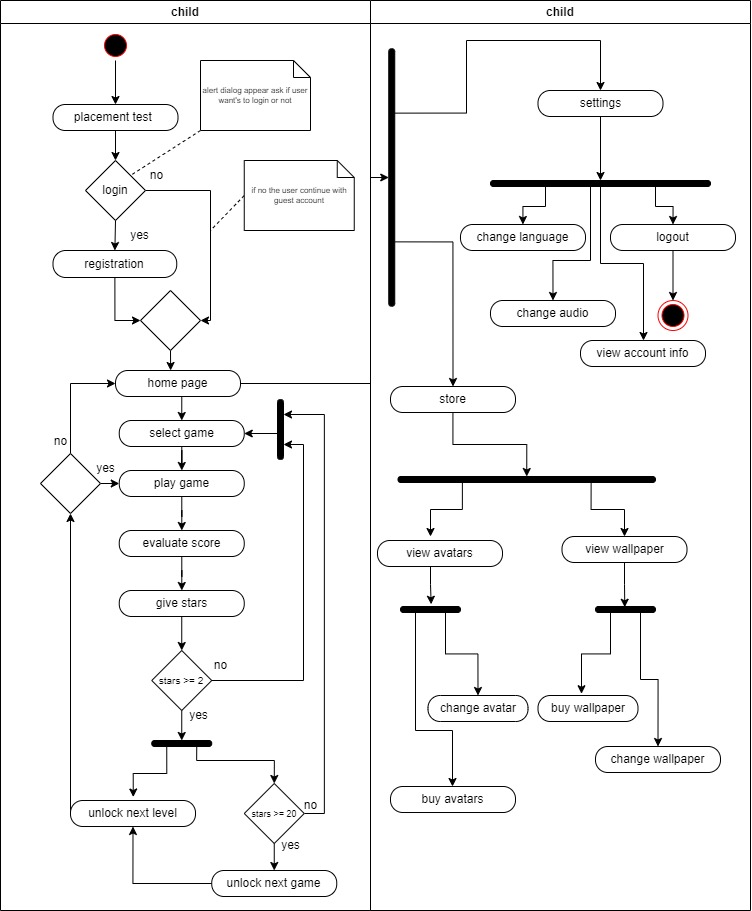 child
placement test
alert dialog appear ask if user
want's to login or not
login
no
if no the user continue with
guest account
yes
registration
home page
no
select game
yes
play game
evaluate score
give stars
stars >= 2
no
yes
unlock next level
stars >= 20
no
yes
unlock next game
child
settings
change language
logout
change audio
view account info
store
view avatars
view wallpaper
change avatar
buy wallpaper
change wallpaper
buy avatars